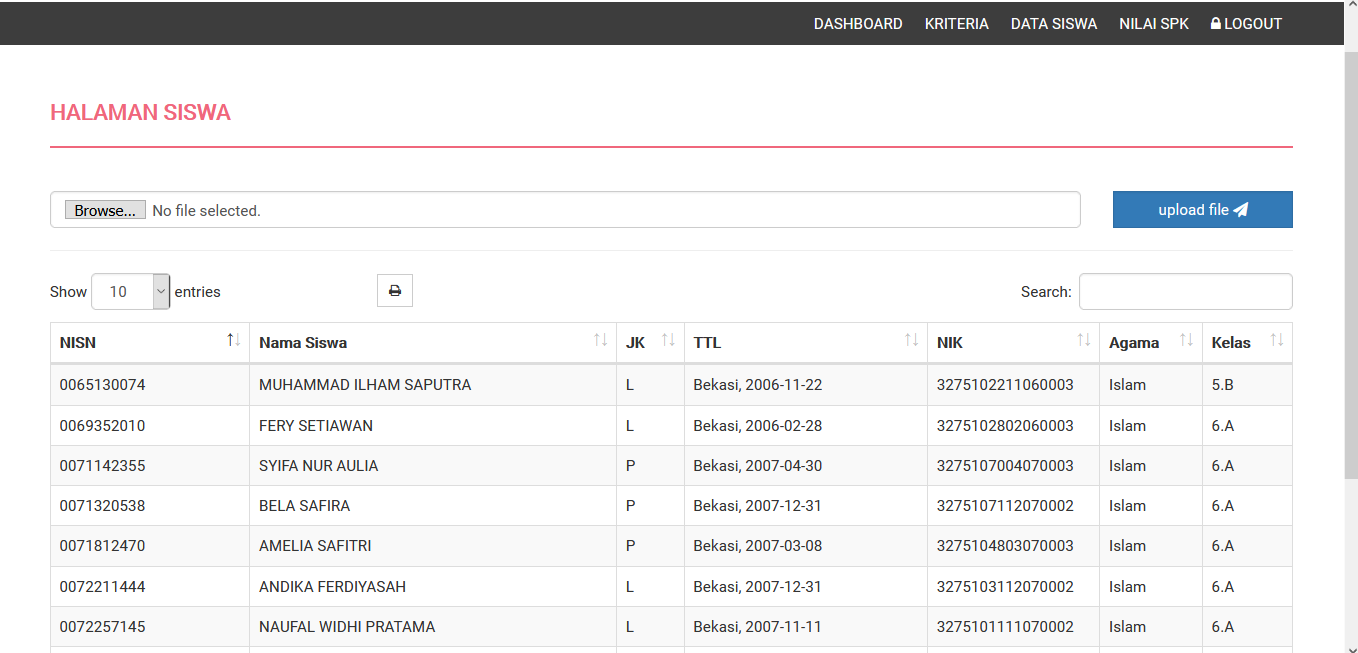 DASHBOARD KRITERIA DATA SISWA NILAI SPK LOGOUT
HALAMAN SISWA
Browse... No file selected. upload file
Show 10 entries Search:
NISN Nama Siswa JK TTL NIK Agama Kelas
0065130074 MUHAMMAD ILHAM SAPUTRA L Bekasi, 2006-11-22 3275102211060003 Islam 5.B
0069352010 FERY SETIAWAN L Bekasi, 2006-02-28 3275102802060003 Islam 6.A
0071142355 SYIFA NUR AULIA P Bekasi, 2007-04-30 3275107004070003 Islam 6.A
0071320538 BELA SAFIRA P Bekasi, 2007-12-31 3275107112070002 Islam 6.A
0071812470 AMELIA SAFITRI P Bekasi, 2007-03-08 3275104803070003 Islam 6.A
0072211444 ANDIKA FERDIYASAH L Bekasi, 2007-12-31 3275103112070002 Islam 6.A
0072257145 NAUFAL WIDHI PRATAMA L Bekasi, 2007-11-11 3275101111070002 Islam 6.A